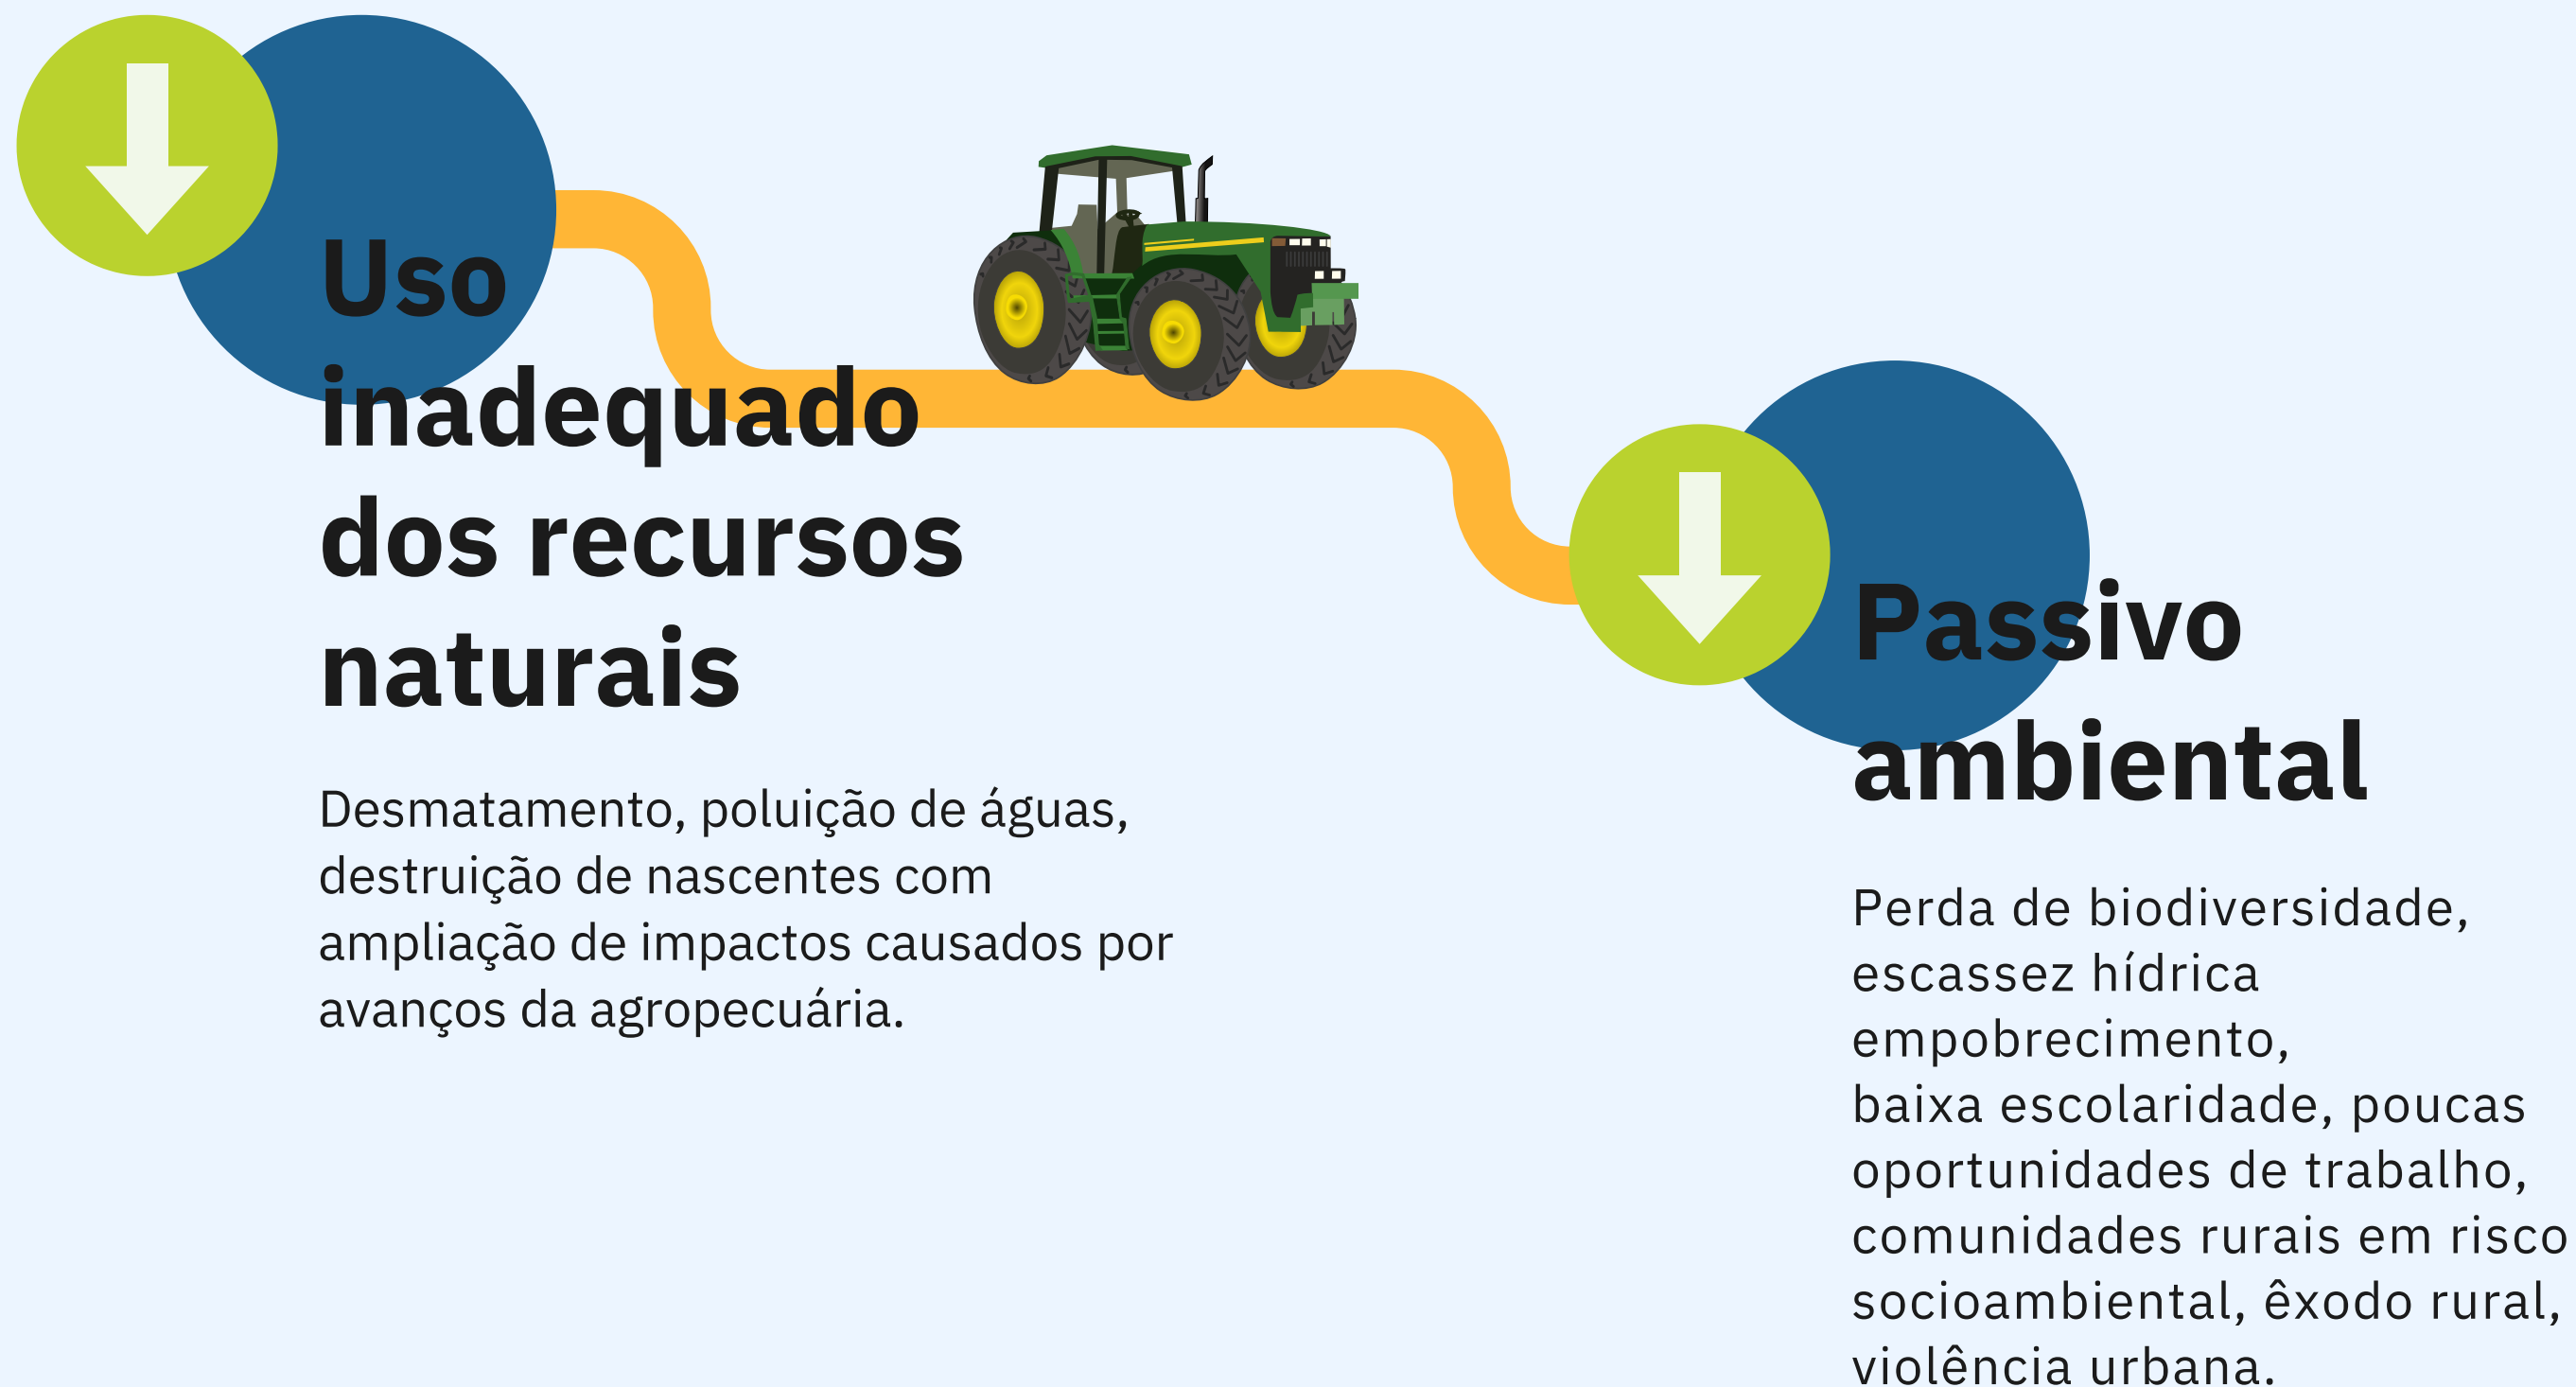 Uso
inadequado
dos recursos
naturais
Desmatamento, poluição de águas,
destruição de nascentes com
ampliação de impactos causados por
avanços da agropecuária.
Passivo
ambiental
Perda de biodiversidade,
escassez hídrica
empobrecimento,
baixa escolaridade, poucas
oportunidades de trabalho,
comunidades rurais em risco
socioambiental, êxodo rural,
violência urbana.